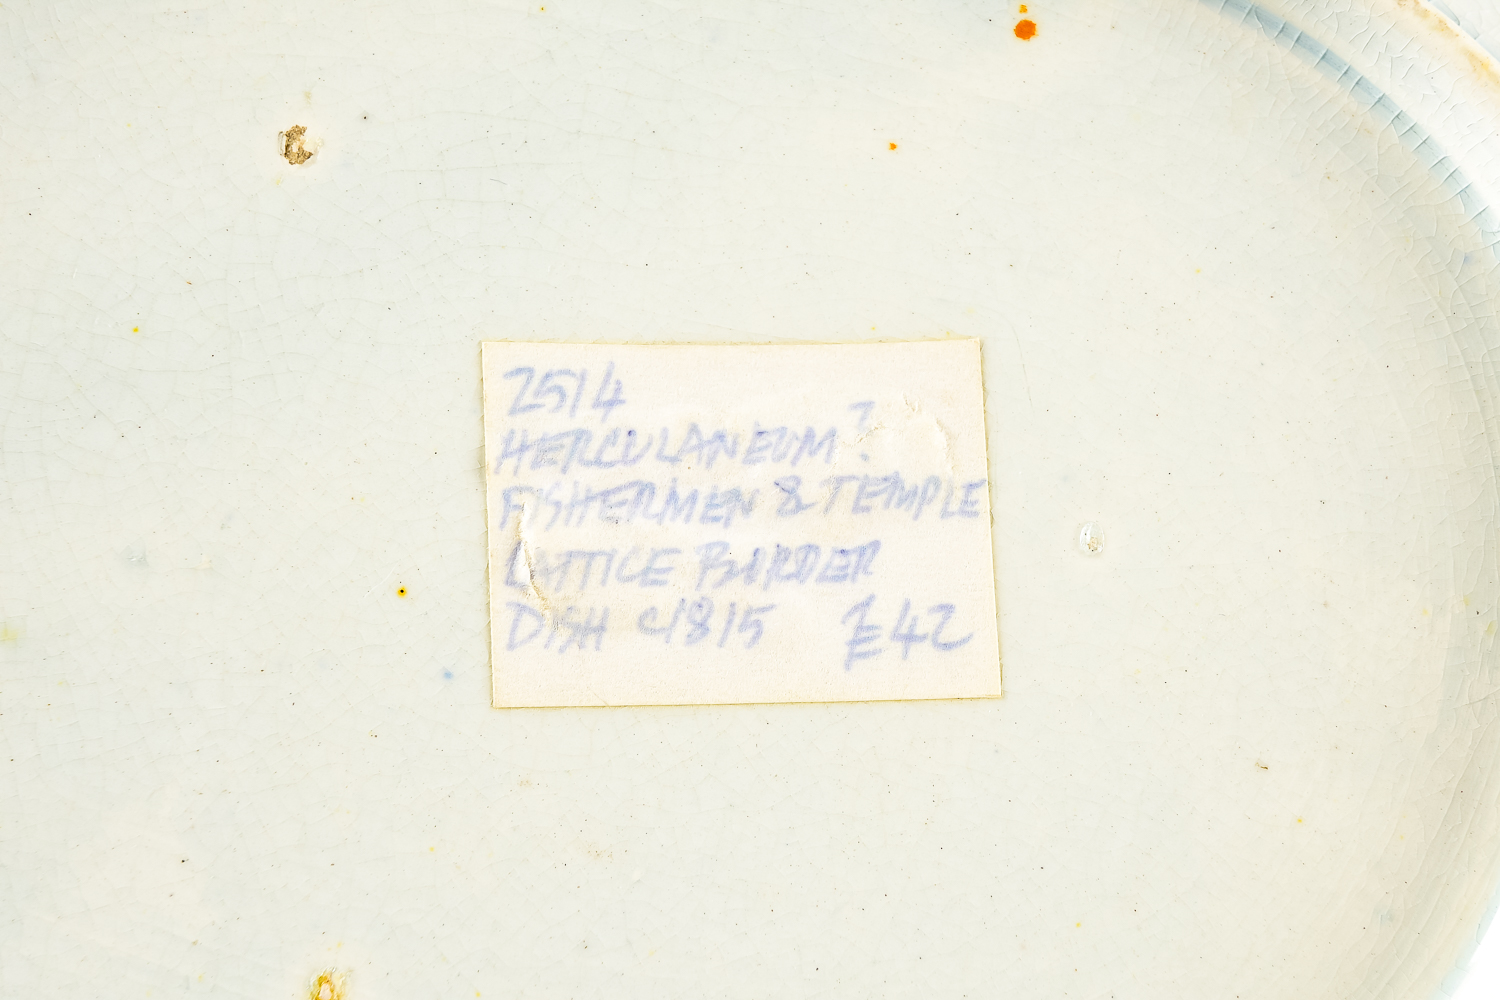 2514
HERCULANEUM?
FISHERMEN & TEMPLE
LATTICE BORDER
DISH c1815 £42